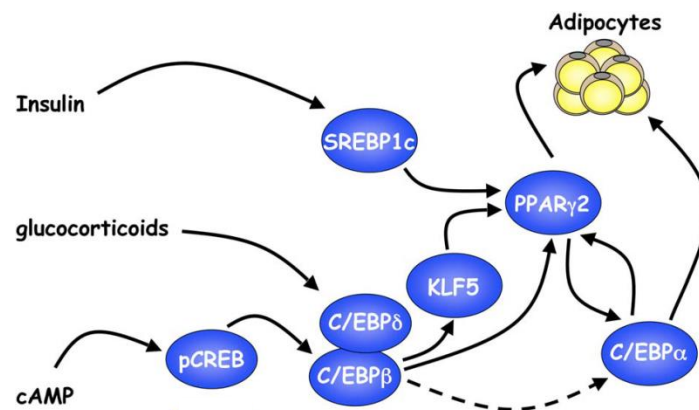 Adipocytes
Insulin
SREBP1c
PPARγ2
glucocorticoids
KLF5
C/EBPδ
pCREB
C/EBPβ
C/EBPα
cAMP